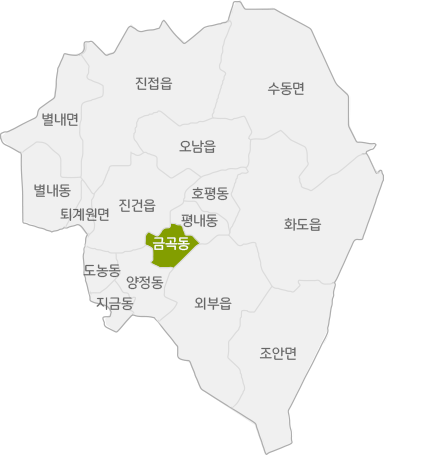 진접읍
수동면
별내면
오남읍
별내동
호평동
진건읍
퇴계원면
평내동
화도읍
금곡동
도농동
양정동
지금동
외부읍
조안면